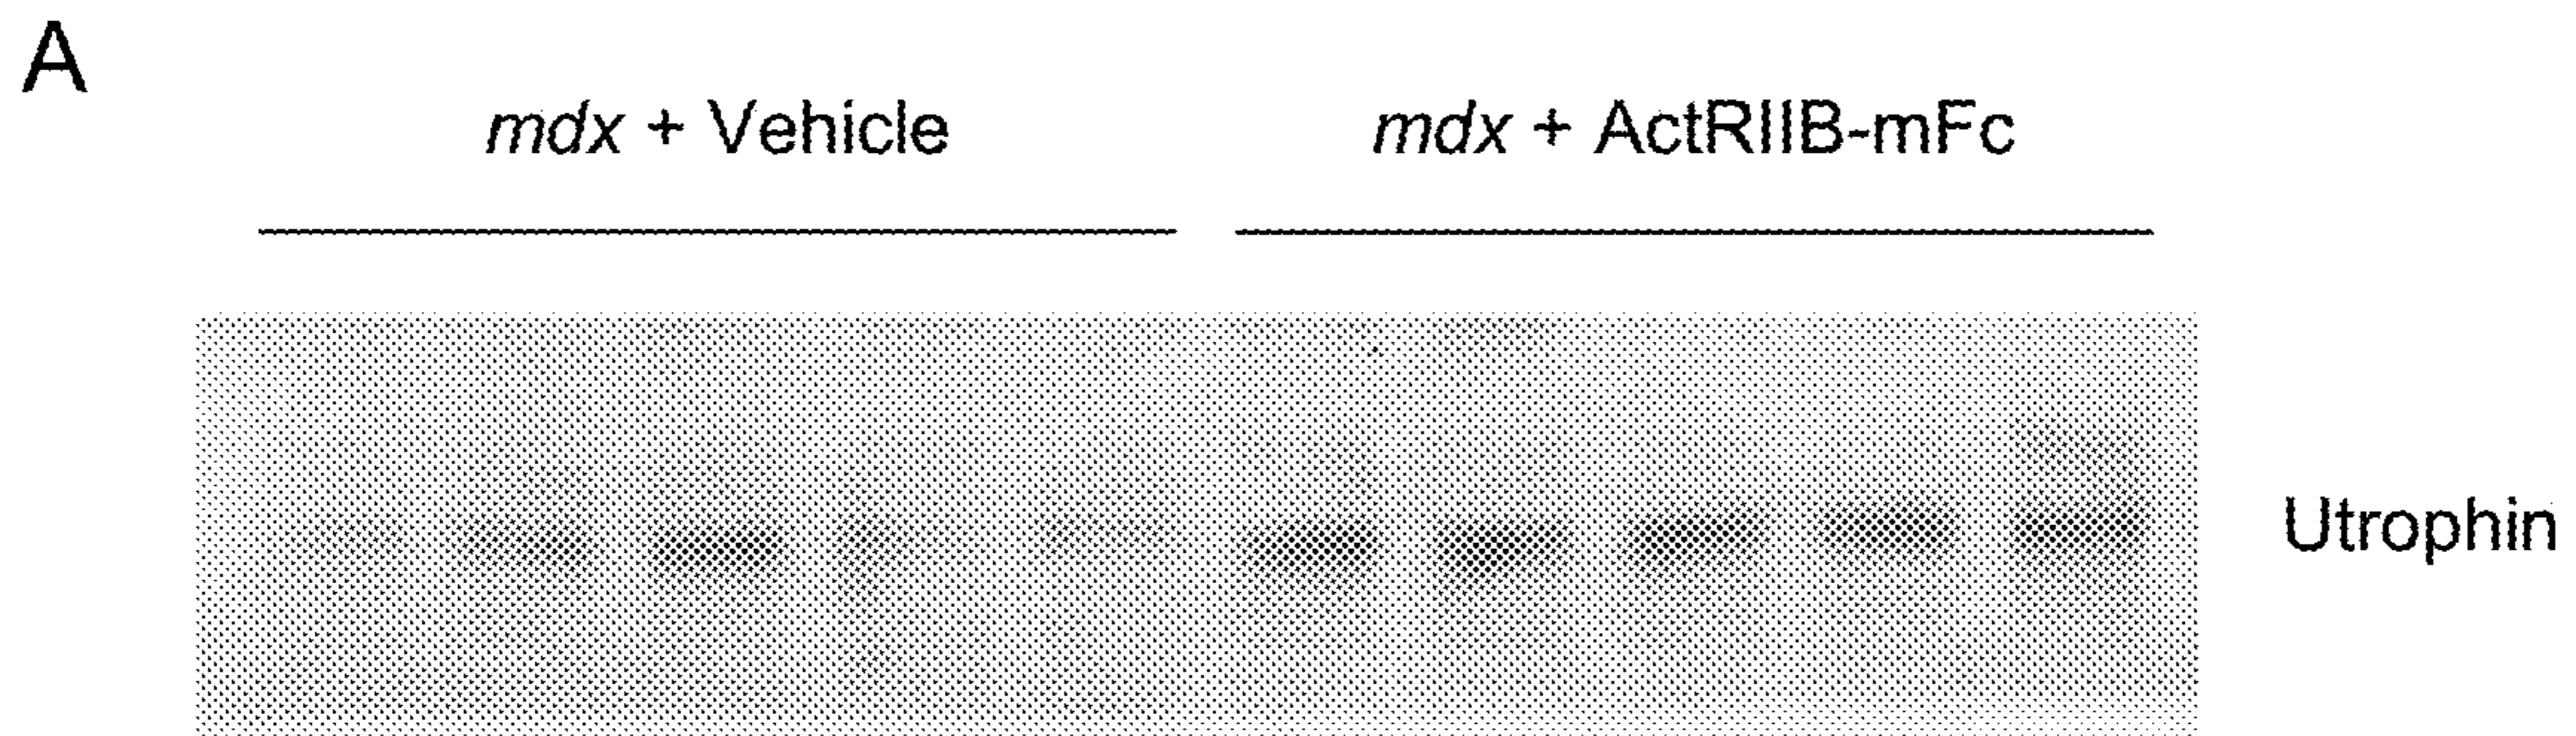 A
mdx + Vehicle
mdx + ActRIIB-mFc
Utrophin